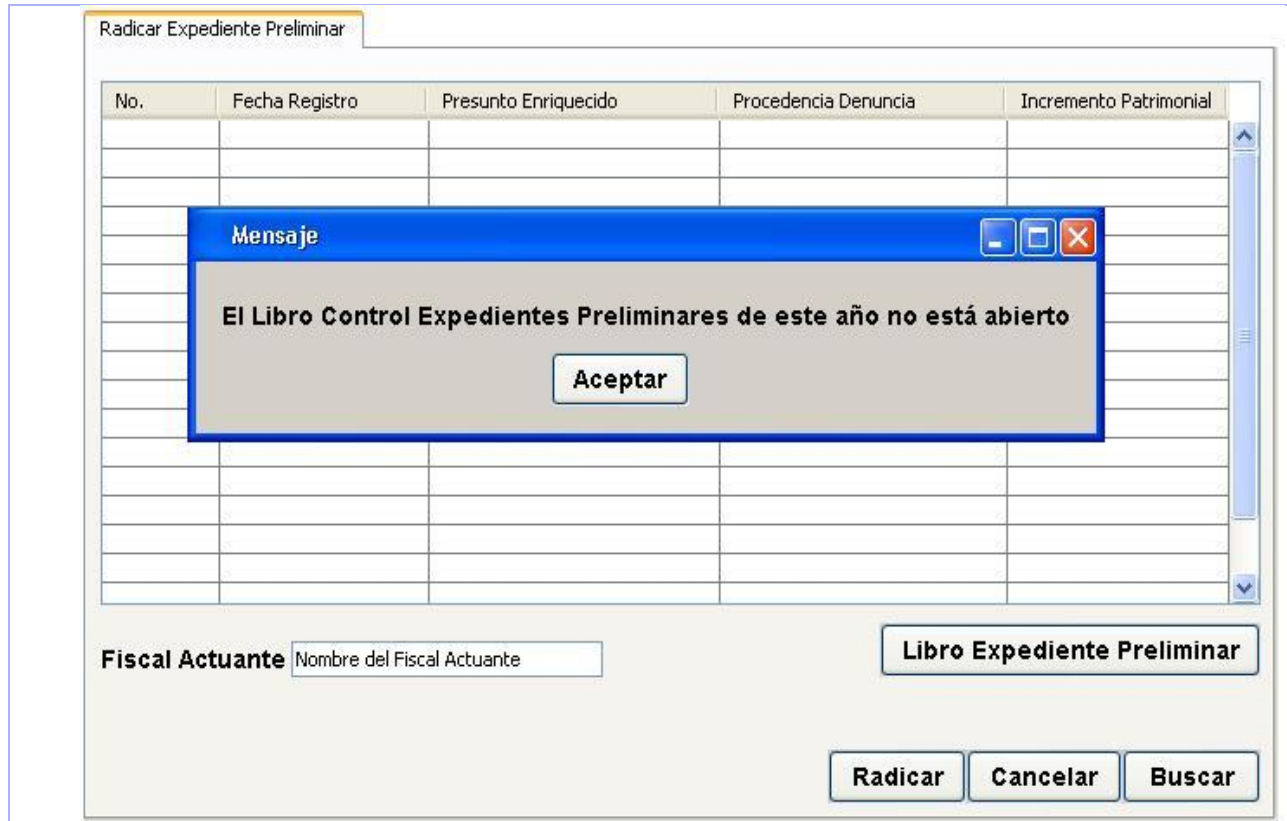 Radicar Expediente Preliminar
No. Fecha Registro Presunto Enriquecido Procedencia Denuncia Incremento Patrimonial
Mensaje
El Libro Control Expedientes Preliminares de este año no está abierto
Aceptar
Fiscal Actuante Nombre del Fiscal Actuante Libro Expediente Preliminar
Radicar Cancelar Buscar